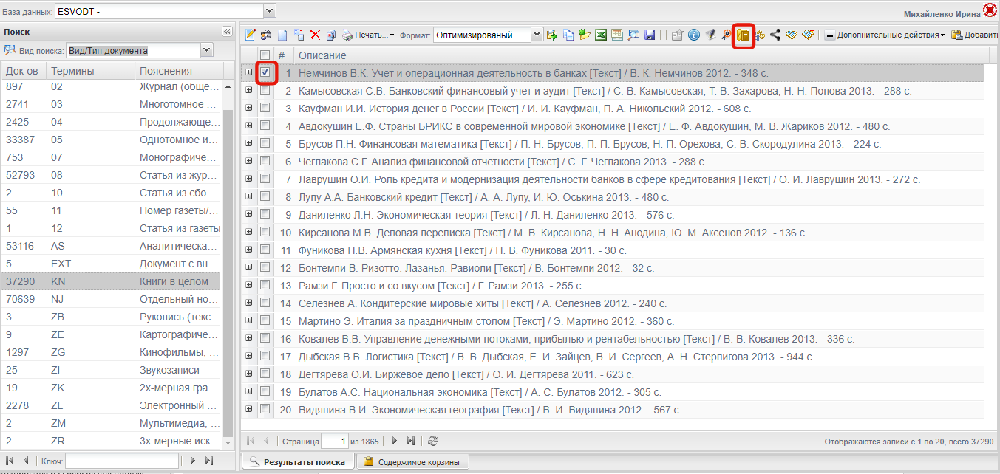 База данных: ESVODT -
Михайленко Ирина
Поиск
Вид поиска: Вид/Тип документа
Печать... Формат: Оптимизированый ... Дополнительные действия Добавить
Док-ов Термины Пояснения
897 02 Журнал (обще...
2741 03 Многотомное ...
2425 04 Продолжающе...
33387 05 Однотомное и...
753 07 Монографиче...
52793 08 Статья из жур...
2 10 Статья из сбо...
55 11 Номер газеты/...
1 12 Статья из газеты
53116 AS Аналитическа...
5 EXT Документ с вн...
37290 KN Книги в целом
70639 NJ Отдельный но...
3 ZB Рукопись (текс...
9 ZE Картографиче...
1297 ZG Кинофильмы, ...
25 ZI Звукозаписи
19 ZK 2х-мерная гра...
2278 ZL Электронный ...
2 ZM Мультимедиа, ...
2 ZR 3х-мерные иск...
Ключ:
# Описание
1 Немчинов В.К. Учет и операционная деятельность в банках [Текст] / В. К. Немчинов 2012. - 348 с.
2 Камысовская С.В. Банковский финансовый учет и аудит [Текст] / С. В. Камысовская, Т. В. Захарова, Н. Н. Попова 2013. - 288 с.
3 Кауфман И.И. История денег в России [Текст] / И. И. Кауфман, П. А. Никольский 2012. - 608 с.
4 Авдокушин Е.Ф. Страны БРИКС в современной мировой экономике [Текст] / Е. Ф. Авдокушин, М. В. Жариков 2012. - 480 с.
5 Брусов П.Н. Финансовая математика [Текст] / П. Н. Брусов, П. П. Брусов, Н. П. Орехова, С. В. Скородулина 2013. - 224 с.
6 Чеглакова С.Г. Анализ финансовой отчетности [Текст] / С. Г. Чеглакова 2013. - 288 с.
7 Лаврушин О.И. Роль кредита и модернизация деятельности банков в сфере кредитования [Текст] / О. И. Лаврушин 2013. - 272 с.
8 Лупу А.А. Банковский кредит [Текст] / А. А. Лупу, И. Ю. Оськина 2013. - 480 с.
9 Даниленко Л.Н. Экономическая теория [Текст] / Л. Н. Даниленко 2013. - 576 с.
10 Кирсанова М.В. Деловая переписка [Текст] / М. В. Кирсанова, Н. Н. Анодина, Ю. М. Аксенов 2012. - 136 с.
11 Фуникова Н.В. Армянская кухня [Текст] / Н. В. Фуникова 2011. - 30 с.
12 Бонтемпи В. Ризотто. Лазанья. Равиоли [Текст] / В. Бонтемпи 2012. - 32 с.
13 Рамзи Г. Просто и со вкусом [Текст] / Г. Рамзи 2013. - 255 с.
14 Селезнев А. Кондитерские мировые хиты [Текст] / А. Селезнев 2012. - 240 с.
15 Мартино Э. Италия за праздничным столом [Текст] / Э. Мартино 2012. - 360 с.
16 Ковалев В.В. Управление денежными потоками, прибылью и рентабельностью [Текст] / В. В. Ковалев 2013. - 336 с.
17 Дыбская В.В. Логистика [Текст] / В. В. Дыбская, Е. И. Зайцев, В. И. Сергеев, А. Н. Стерлигова 2013. - 944 с.
18 Дегтярева О.И. Биржевое дело [Текст] / О. И. Дегтярева 2011. - 623 с.
19 Булатов А.С. Национальная экономика [Текст] / А. С. Булатов 2012. - 305 с.
20 Видяпина В.И. Экономическая география [Текст] / В. И. Видяпина 2012. - 567 с.
Страница 1 из 1865 Отображаются записи с 1 по 20, всего 37290
Результаты поиска Содержимое корзины